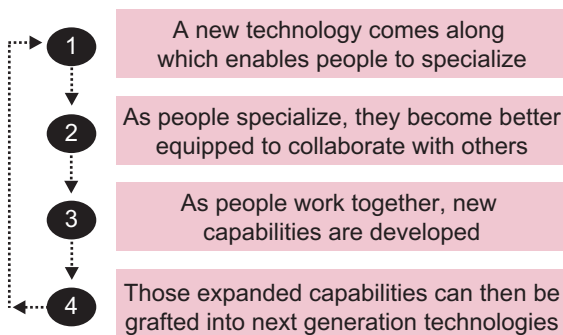 1
A new technology comes along
which enables people to specialize
2
As people specialize, they become better
equipped to collaborate with others
3
As people work together, new
capabilities are developed
4
Those expanded capabilities can then be
grafted into next generation technologies